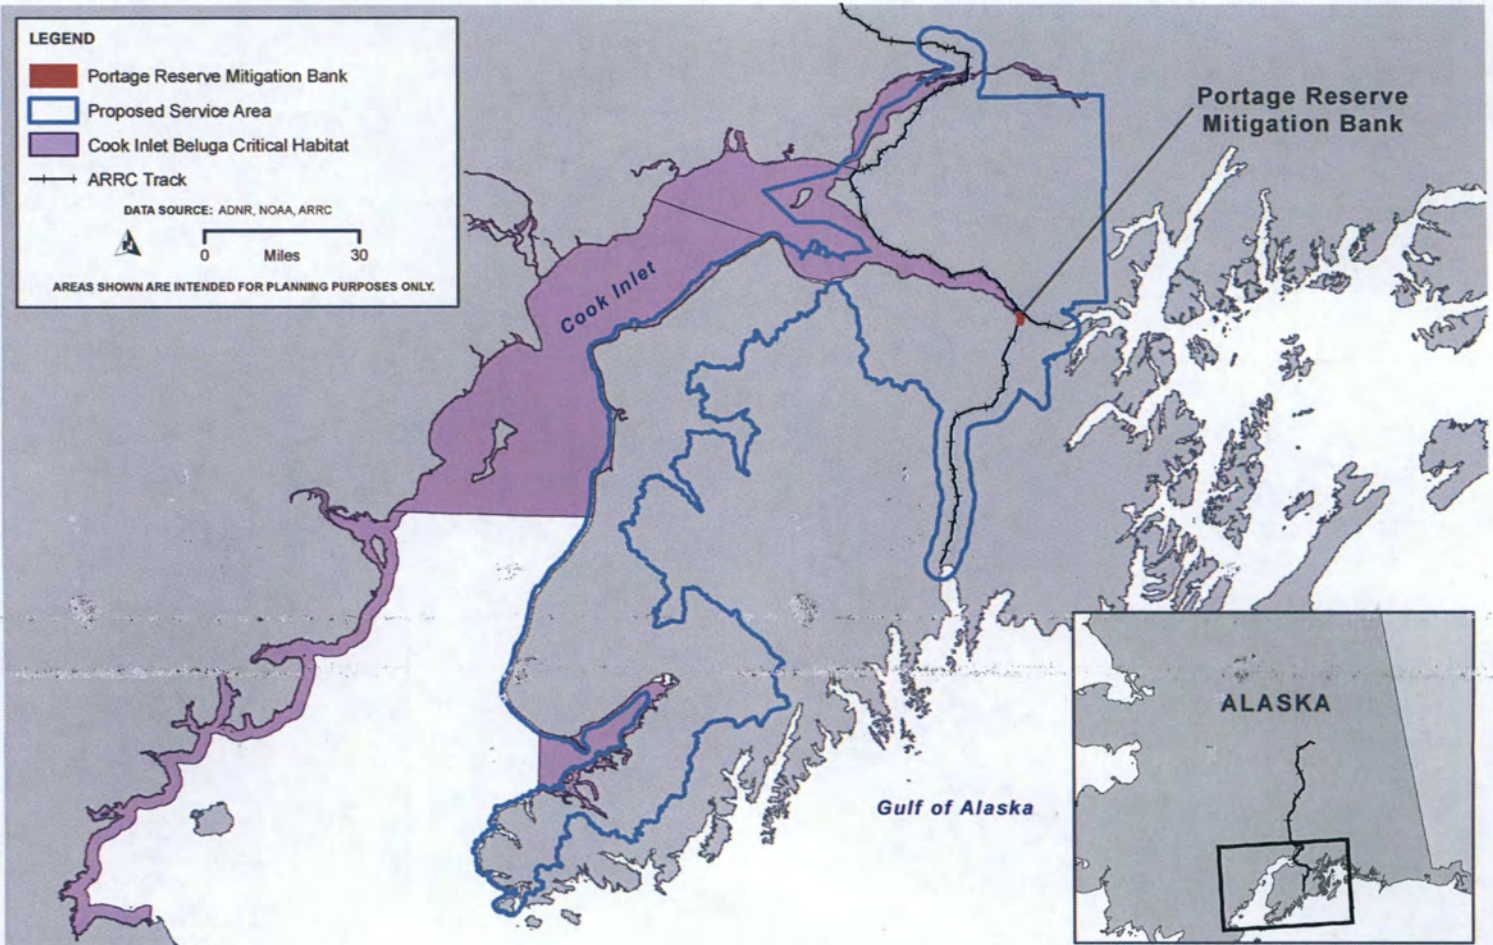 LEGEND
Portage Reserve Mitigation Bank
Proposed Service Area
Cook Inlet Beluga Critical Habitat
ARRC Track
DATA SOURCE: ADNR, NOAA, ARRC
N
0 Miles 30
AREAS SHOWN ARE INTENDED FOR PLANNING PURPOSES ONLY.
Portage Reserve
Mitigation Bank
Cook Inlet
Gulf of Alaska
ALASKA